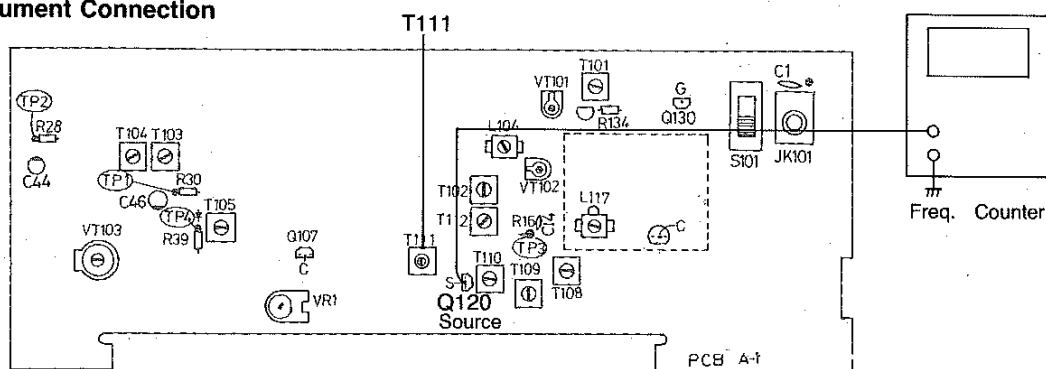 ument Connection
T111
TP2
R28
C44
T104 T103
TP1
R30
C46
TP4 *
T105
R39
VT103
Q107
C
VR1
T111
VT101
T101
R134
G
Q130
C1 *
S101
JK101
L104
VT102
T102
T112
L117
C
TP3
T110
T109
T108
S
Q120
Source
PCB A-1
Freq. Counter